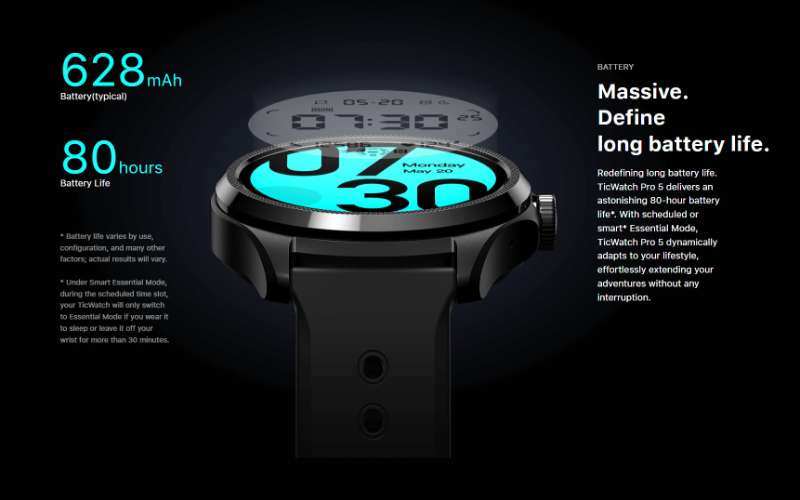 628mAh
Battery(typical)
80hours
Battery Life
* Battery life varies by use,
configuration, and many other
factors; actual results will vary.
* Under Smart Essential Mode,
during the scheduled time slot,
your TicWatch will only switch
to Essential Mode if you wear it
to sleep or leave it off your
wrist for more than 30 minutes.
05-20
07:30 25
07
Monday
May 20
30
BATTERY
Massive.
Define
long battery life.
Redefining long battery life.
TicWatch Pro 5 delivers an
astonishing 80-hour battery
life*. With scheduled or
smart* Essential Mode,
TicWatch Pro 5 dynamically
adapts to your lifestyle,
effortlessly extending your
adventures without any
interruption.